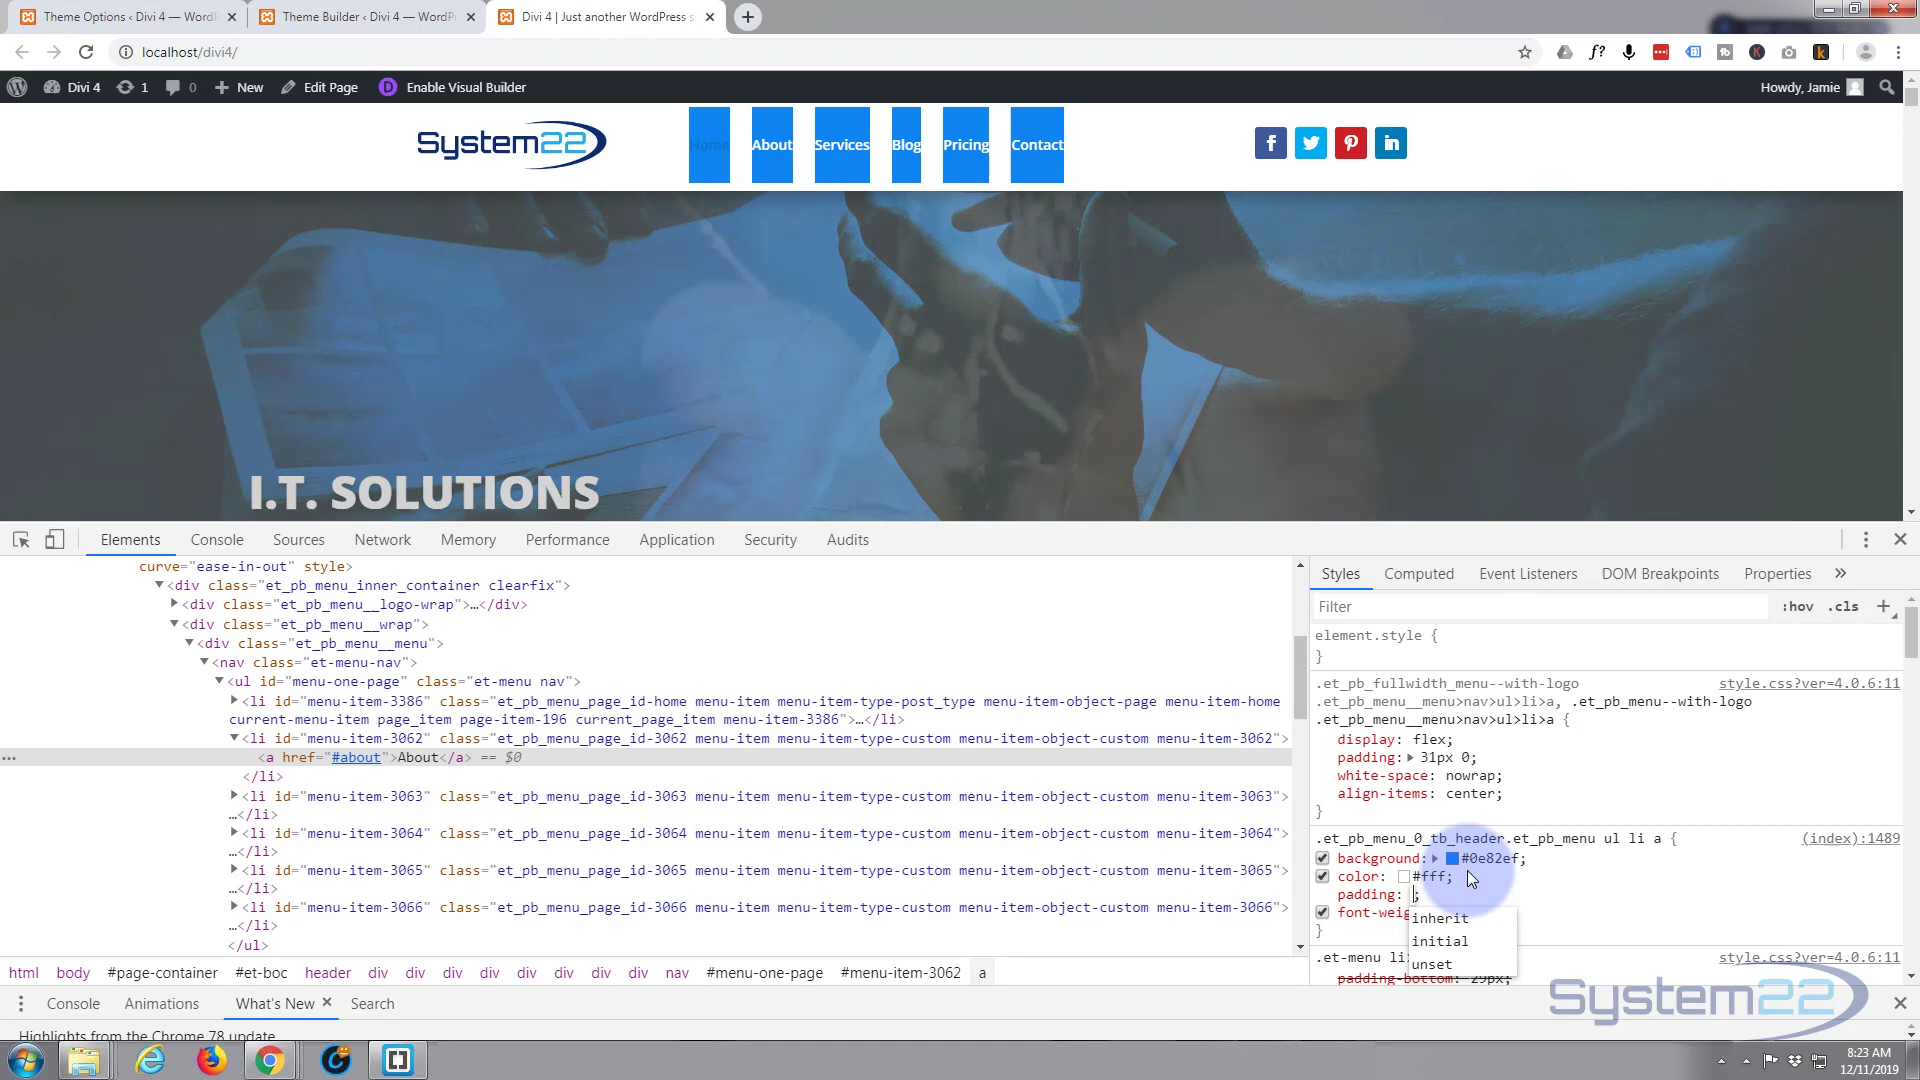 Theme Options ‹ Divi 4 — WordP
Theme Builder ‹ Divi 4 — WordPr
Divi 4 | Just another WordPress s
localhost/divi4/
Divi 4
1
0
New
Edit Page
D
Enable Visual Builder
Howdy, Jamie
System22
Home
About
Services
Blog
Pricing
Contact
I.T. SOLUTIONS
Elements
Console
Sources
Network
Memory
Performance
Application
Security
Audits
curve="ease-in-out" style>
<div class="et_pb_menu_inner_container clearfix">
<div class="et_pb_menu__logo-wrap">…</div>
<div class="et_pb_menu__wrap">
<div class="et_pb_menu__menu">
<nav class="et-menu-nav">
<ul id="menu-one-page" class="et-menu nav">
<li id="menu-item-3386" class="et_pb_menu_page_id-home menu-item menu-item-type-post_type menu-item-object-page menu-item-home
current-menu-item page_item page-item-196 current_page_item menu-item-3386">…</li>
<li id="menu-item-3062" class="et_pb_menu_page_id-3062 menu-item menu-item-type-custom menu-item-object-custom menu-item-3062">
<a href="#about">About</a> == $0
</li>
<li id="menu-item-3063" class="et_pb_menu_page_id-3063 menu-item menu-item-type-custom menu-item-object-custom menu-item-3063">
…</li>
<li id="menu-item-3064" class="et_pb_menu_page_id-3064 menu-item menu-item-type-custom menu-item-object-custom menu-item-3064">
…</li>
<li id="menu-item-3065" class="et_pb_menu_page_id-3065 menu-item menu-item-type-custom menu-item-object-custom menu-item-3065">
…</li>
<li id="menu-item-3066" class="et_pb_menu_page_id-3066 menu-item menu-item-type-custom menu-item-object-custom menu-item-3066">
…</li>
</ul>
html body #page-container #et-boc header div div div div div div nav #menu-one-page #menu-item-3062 a
Styles
Computed
Event Listeners
DOM Breakpoints
Properties
»
Filter
:hov .cls +
element.style {
}
.et_pb_fullwidth_menu--with-logo style.css?ver=4.0.6:11
.et_pb_menu__menu>nav>ul>li>a, .et_pb_menu--with-logo
.et_pb_menu__menu>nav>ul>li>a {
display: flex;
padding: 31px 0;
white-space: nowrap;
align-items: center;
}
.et_pb_menu_0_tb_header.et_pb_menu ul li a { (index):1489
background: #0e82ef;
color: #fff;
padding: ;
font-weig
inherit
initial
unset
}
.et-menu li> style.css?ver=4.0.6:11
padding-bottom: 29px;
Console
Animations
What's New
Search
Highlights from the Chrome 78 update
System22
8:23 AM
12/11/2019